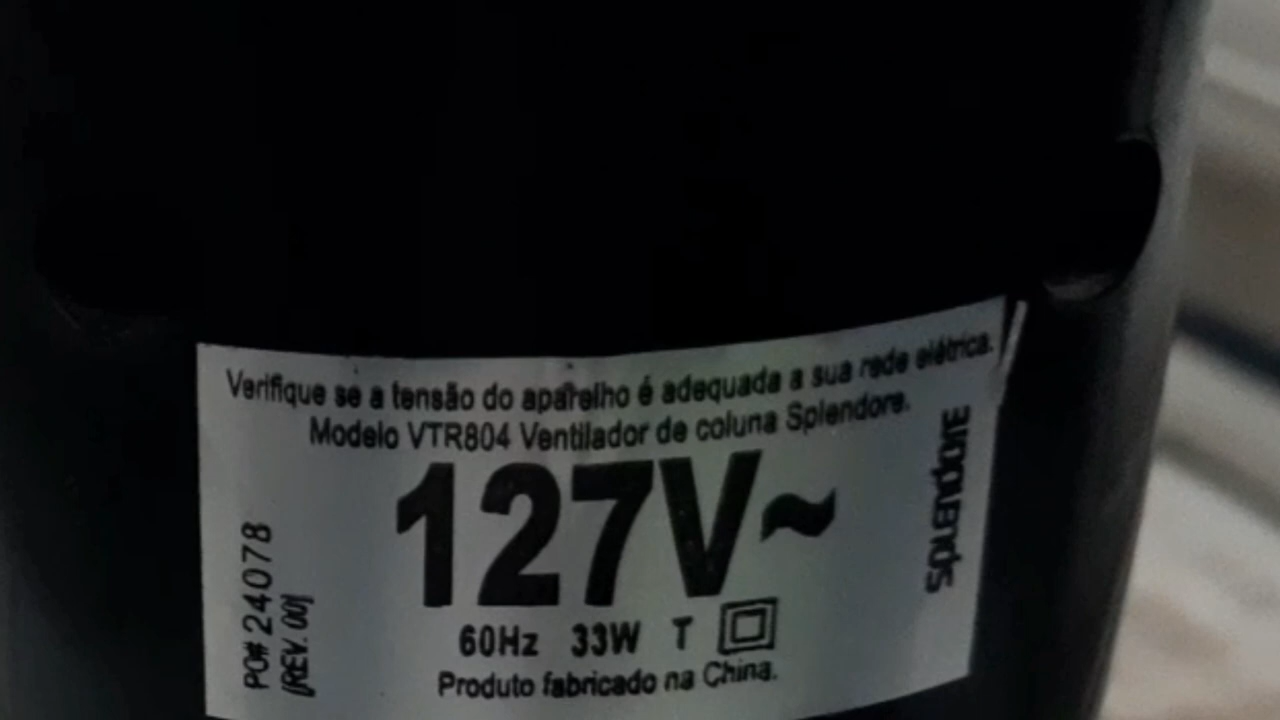 Verifique se a tensão do aparelho é adequada a sua rede elétrica.
Modelo VTR804 Ventilador de coluna Splendore.
127V~
60Hz 33W T
Produto fabricado na China.
PO# 24078
(REV. 00)
SPLENDORE